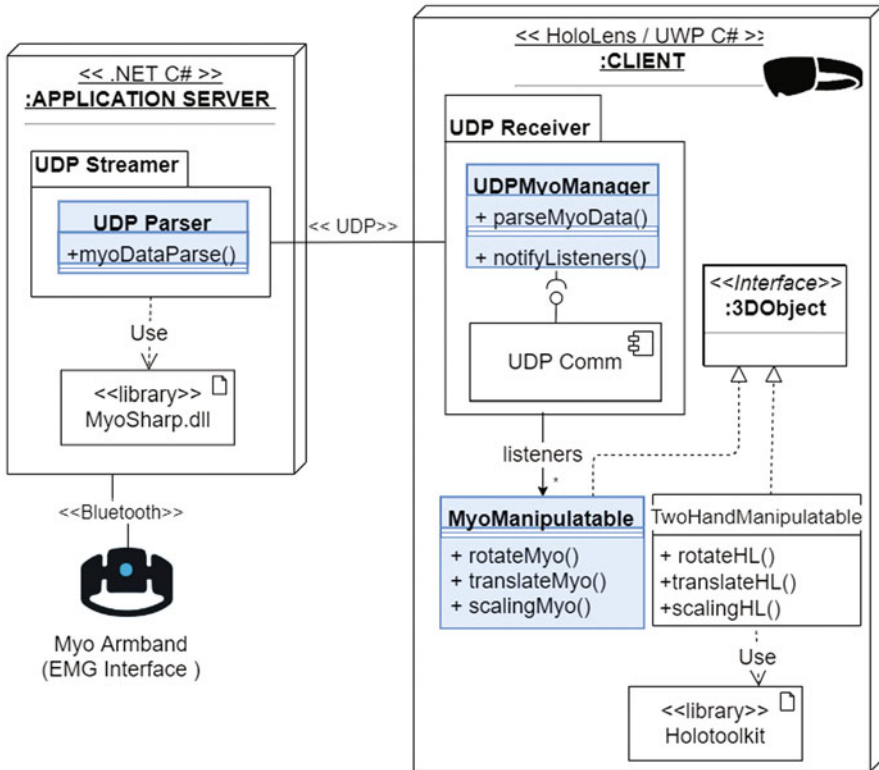 << .NET C# >>
:APPLICATION SERVER
UDP Streamer
UDP Parser
+myoDataParse()
Use
<<library>>
MyoSharp.dll
<<Bluetooth>>
Myo Armband
(EMG Interface )
<< UDP>>
<< HoloLens / UWP C# >>
:CLIENT
UDP Receiver
UDPMyoManager
+ parseMyoData()
+ notifyListeners()
UDP Comm
<<Interface>>
:3DObject
listeners
*
MyoManipulatable
+ rotateMyo()
+ translateMyo()
+ scalingMyo()
TwoHandManipulatable
+ rotateHL()
+translateHL()
+scalingHL()
Use
<<library>>
Holotoolkit